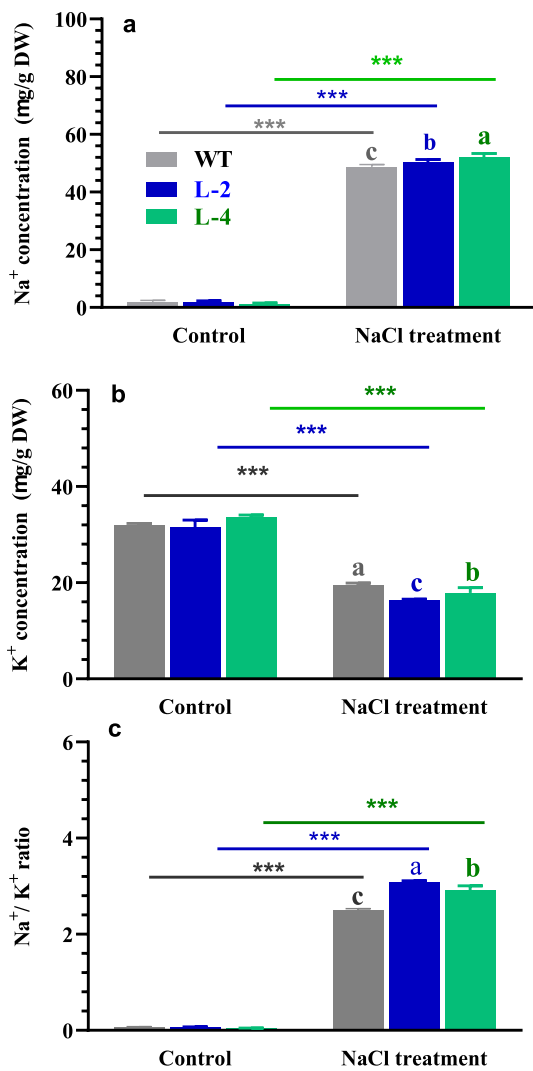 a
Na⁺ concentration (mg/g DW)
100
80
60
40
20
0
***
***
***
WT
L-2
L-4
c
b
a
Control
NaCl treatment
b
K⁺ concentration (mg/g DW)
60
40
20
0
***
***
***
a
c
b
Control
NaCl treatment
c
Na⁺/ K⁺ ratio
6
4
2
0
***
***
***
c
a
b
Control
NaCl treatment